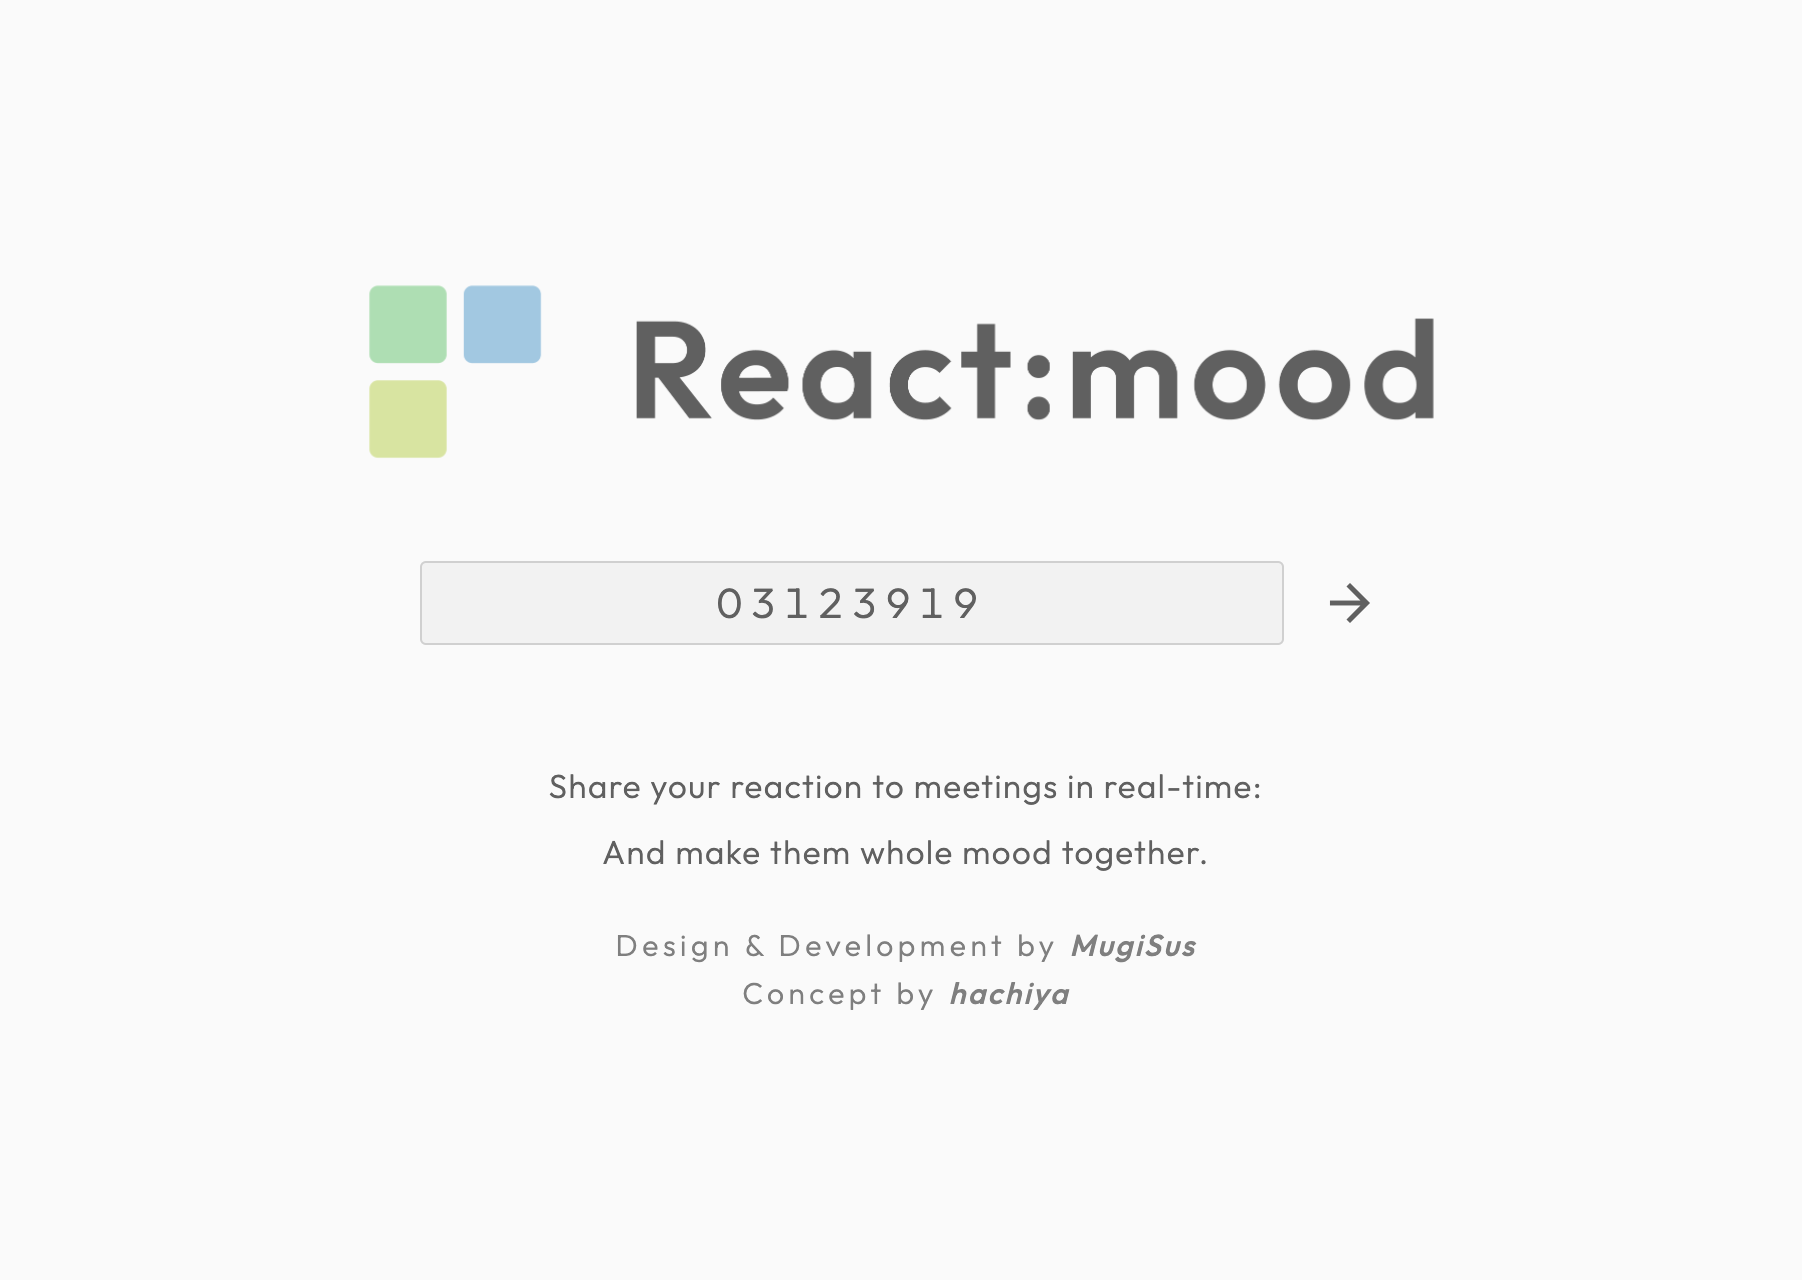 React:mood
03123919
Share your reaction to meetings in real-time:
And make them whole mood together.
Design & Development by MugiSus
Concept by hachiya